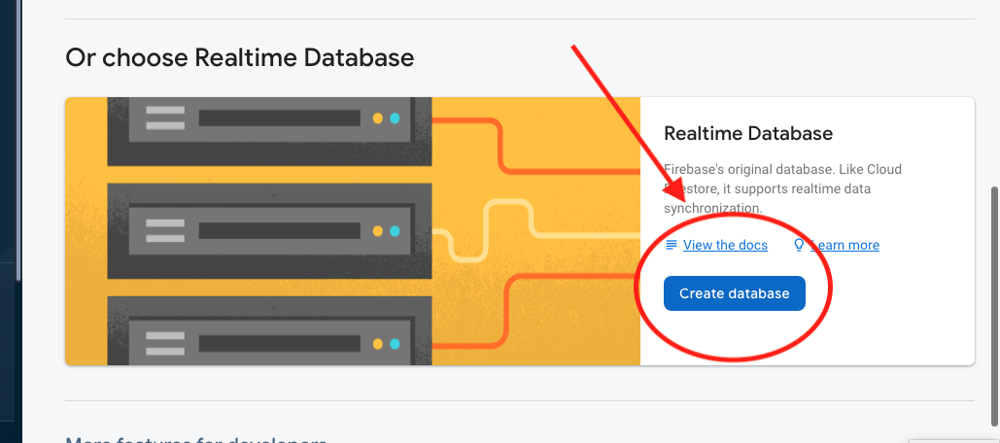 Or choose Realtime Database
Realtime Database
Firebase's original database. Like Cloud
Firestore, it supports realtime data
synchronization.
View the docs
Learn more
Create database
More features for developers